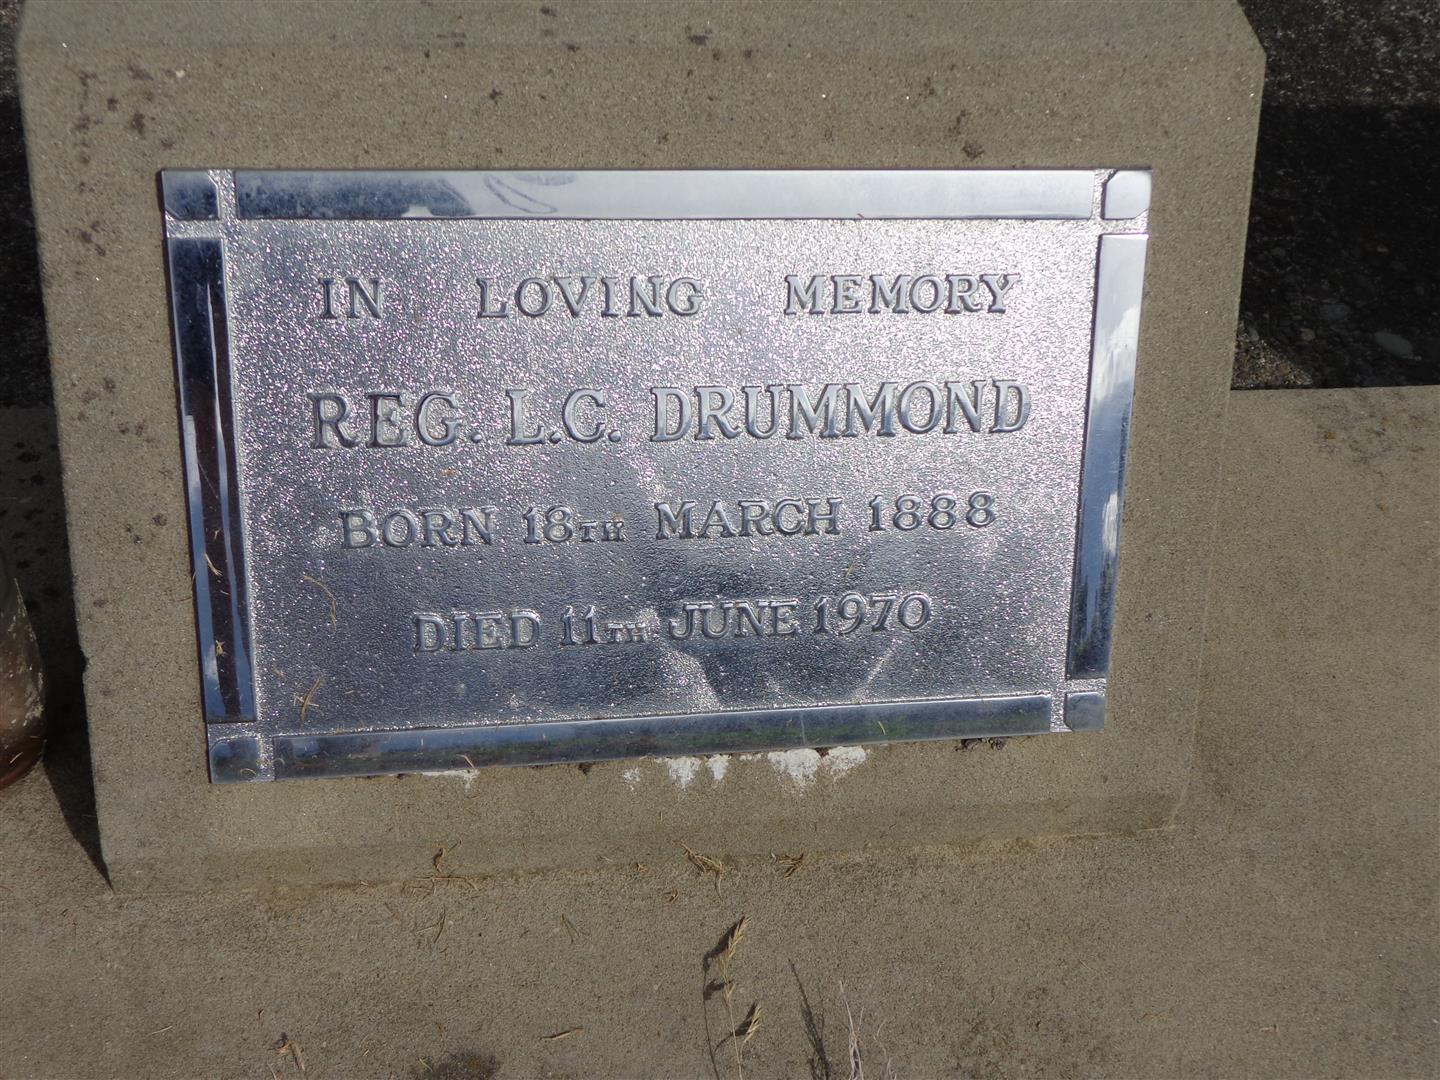 IN LOVING MEMORY
REG. L.C. DRUMMOND
BORN 18TH MARCH 1888
DIED 11TH JUNE 1970